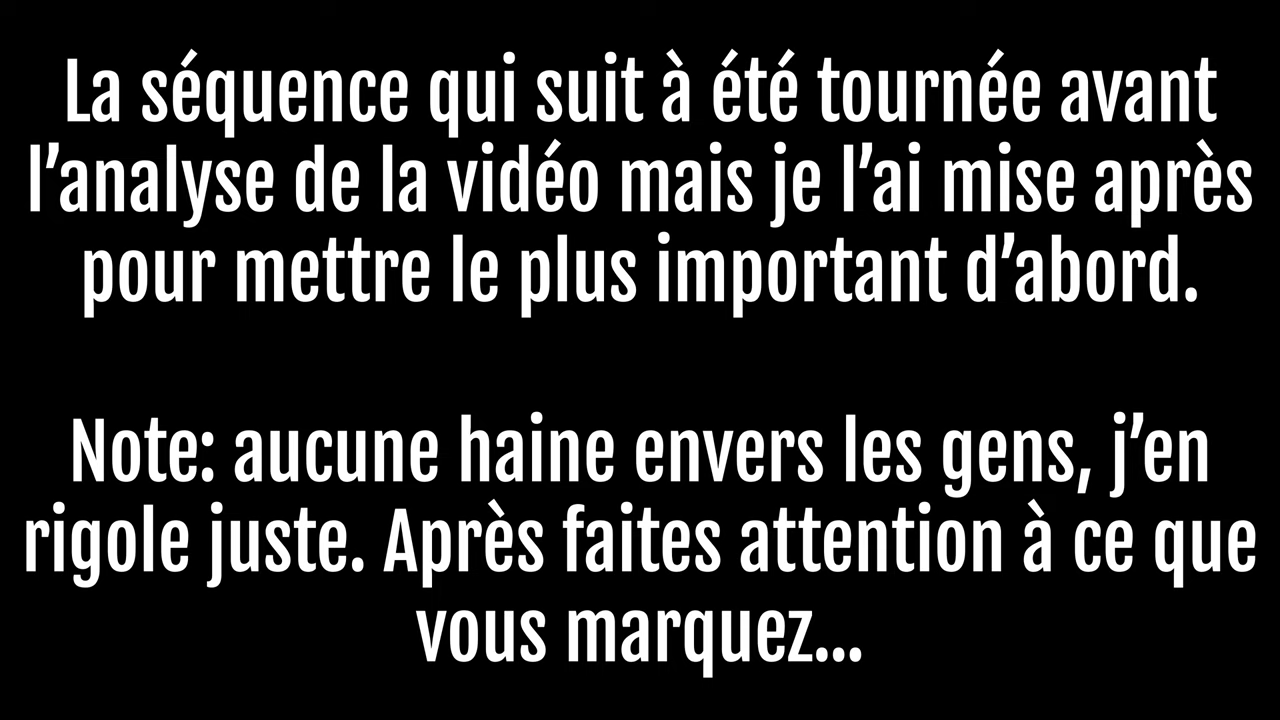 La séquence qui suit à été tournée avant
l’analyse de la vidéo mais je l’ai mise après
pour mettre le plus important d’abord.
Note: aucune haine envers les gens, j’en
rigole juste. Après faites attention à ce que
vous marquez...